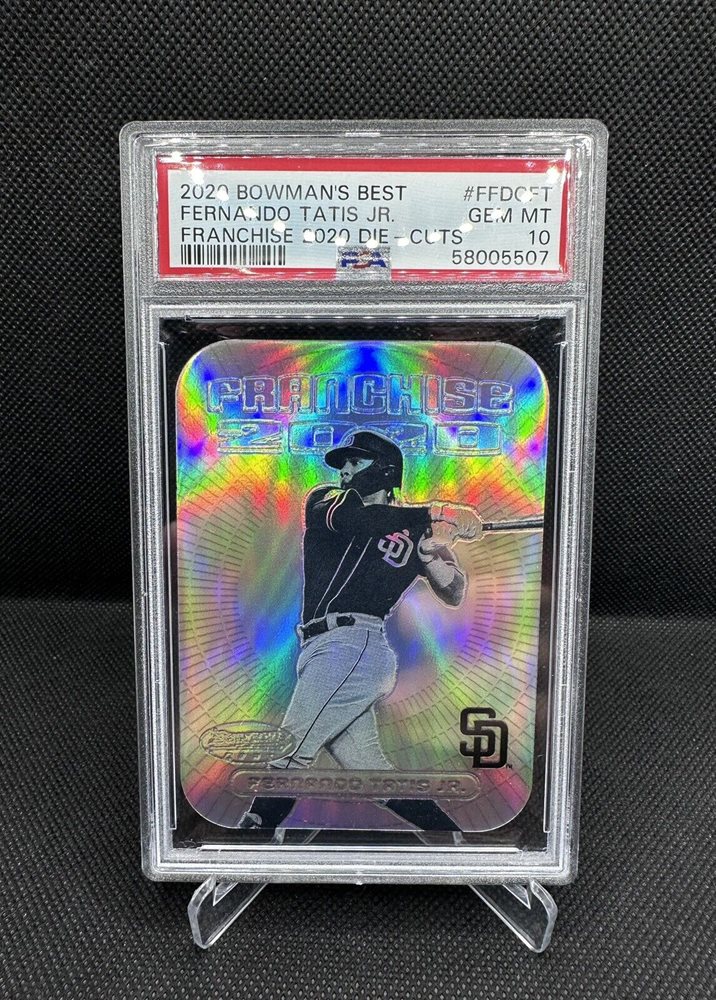 2020 BOWMAN'S BEST #FFDCFT
FERNANDO TATIS JR. GEM MT
FRANCHISE 2020 DIE-CUTS 10
PSA 58005507
FRANCHISE
2020
SD
SD
FERNANDO TATIS JR.